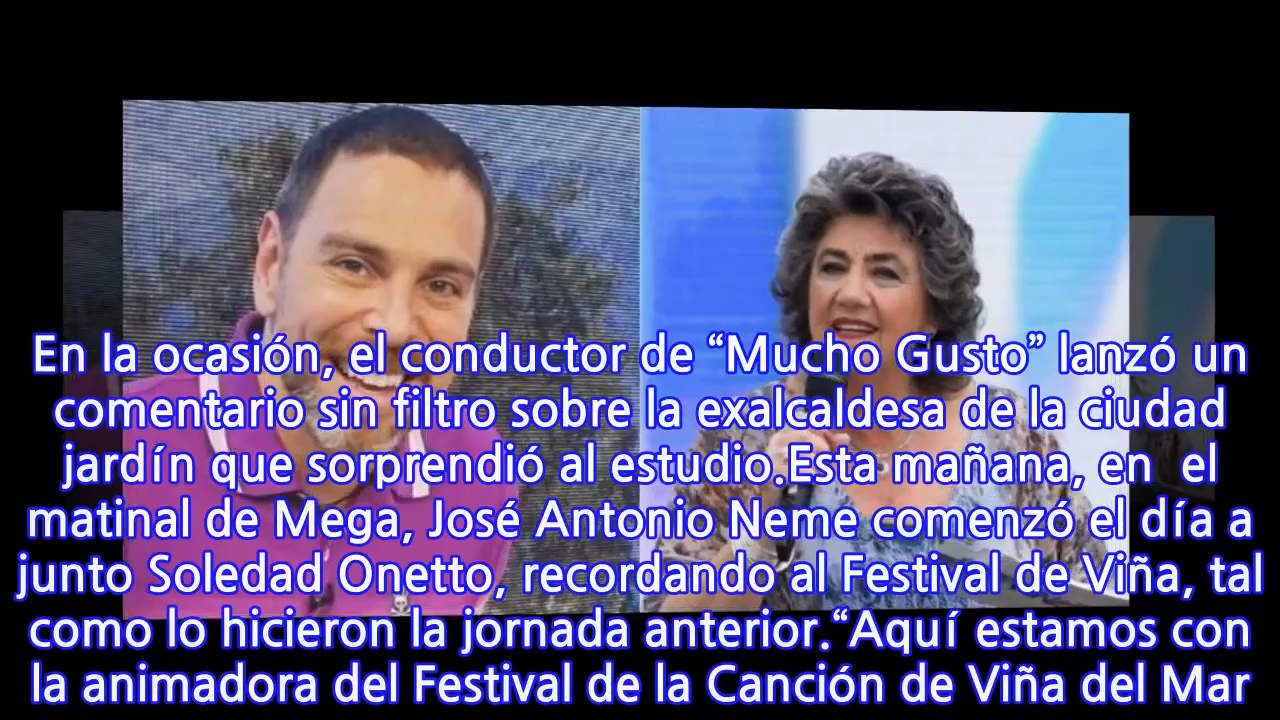 En la ocasión, el conductor de “Mucho Gusto” lanzó un
comentario sin filtro sobre la exalcaldesa de la ciudad
jardín que sorprendió al estudio.Esta mañana, en  el
matinal de Mega, José Antonio Neme comenzó el día a
junto Soledad Onetto, recordando al Festival de Viña, tal
como lo hicieron la jornada anterior.“Aquí estamos con
la animadora del Festival de la Canción de Viña del Mar